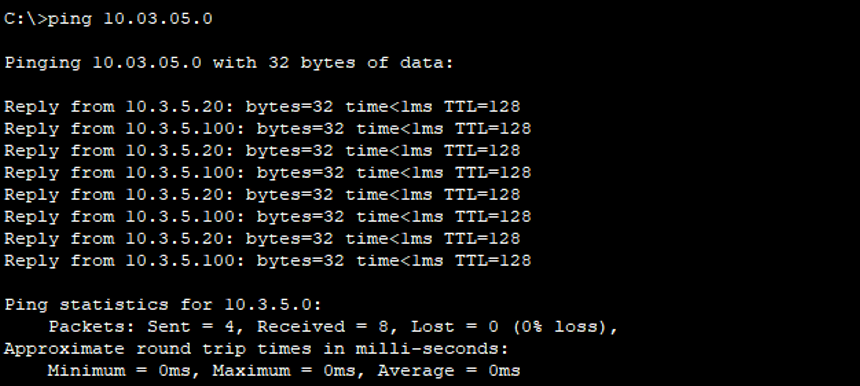 C:\>ping 10.03.05.0
Pinging 10.03.05.0 with 32 bytes of data:
Reply from 10.3.5.20: bytes=32 time<1ms TTL=128
Reply from 10.3.5.100: bytes=32 time<1ms TTL=128
Reply from 10.3.5.20: bytes=32 time<1ms TTL=128
Reply from 10.3.5.100: bytes=32 time<1ms TTL=128
Reply from 10.3.5.20: bytes=32 time<1ms TTL=128
Reply from 10.3.5.100: bytes=32 time<1ms TTL=128
Reply from 10.3.5.20: bytes=32 time<1ms TTL=128
Reply from 10.3.5.100: bytes=32 time<1ms TTL=128
Ping statistics for 10.3.5.0:
    Packets: Sent = 4, Received = 8, Lost = 0 (0% loss),
Approximate round trip times in milli-seconds:
    Minimum = 0ms, Maximum = 0ms, Average = 0ms